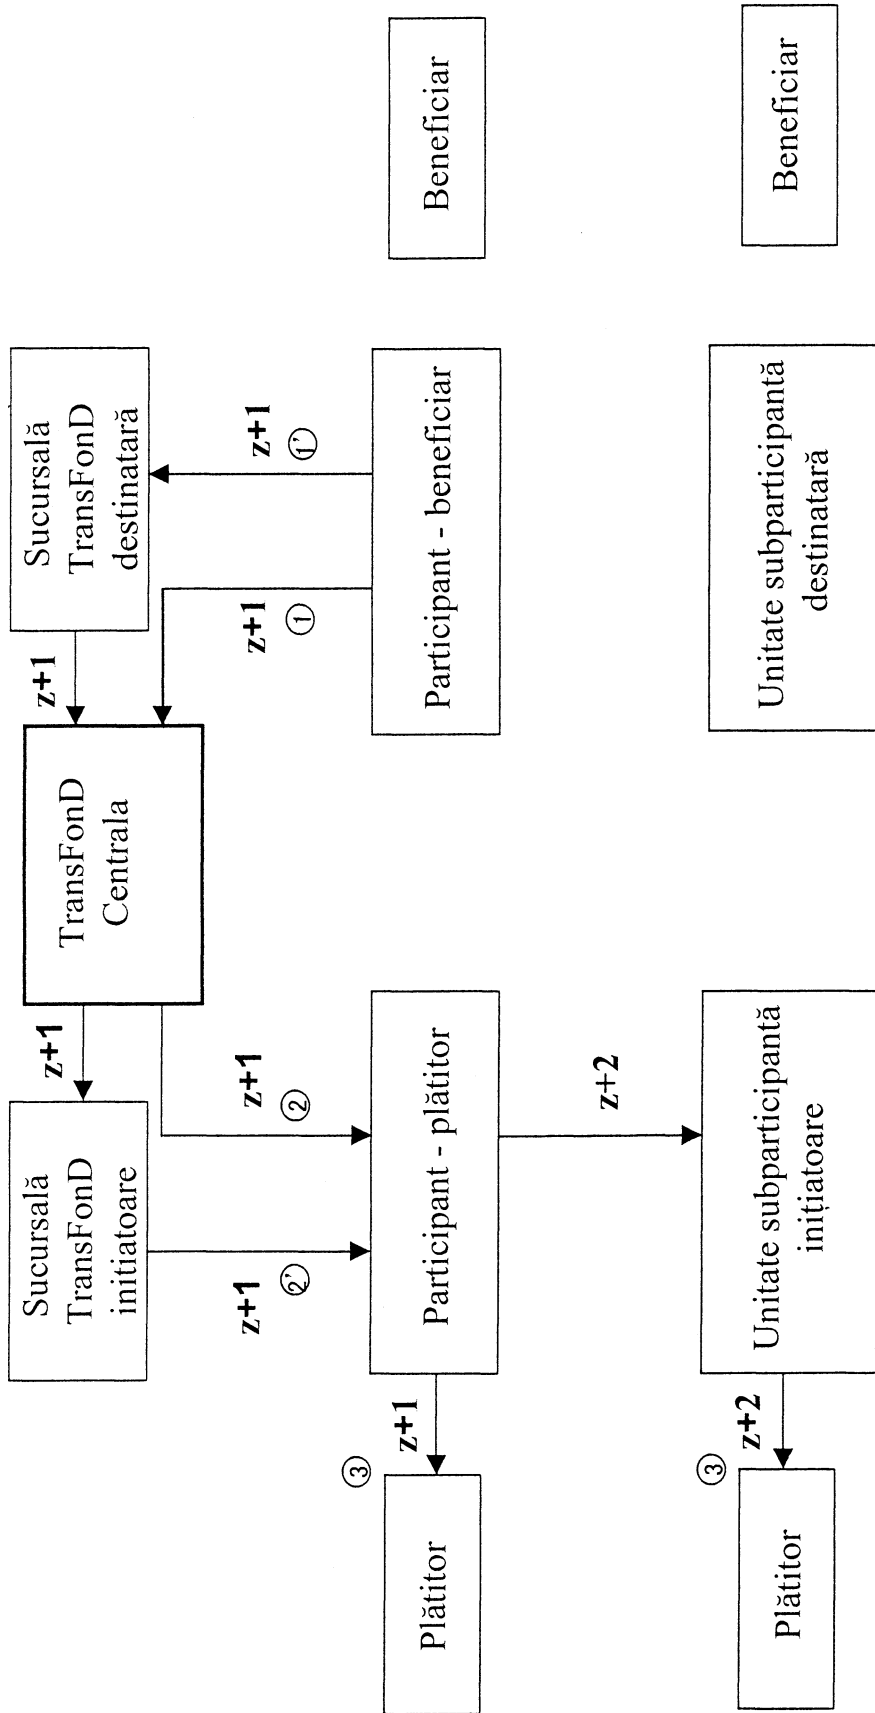 Sucursală
TransFonD
initiatoare
z+1
TransFonD
Centrala
z+1
Sucursală
TransFonD
destinatară
z+1
2'
z+1
2
z+1
1
z+1
1'
3
Plătitor
z+1
Participant - plătitor
Participant - beneficiar
Beneficiar
z+2
3
Plătitor
z+2
Unitate subparticipantă
inițiatoare
Unitate subparticipantă
destinatară
Beneficiar